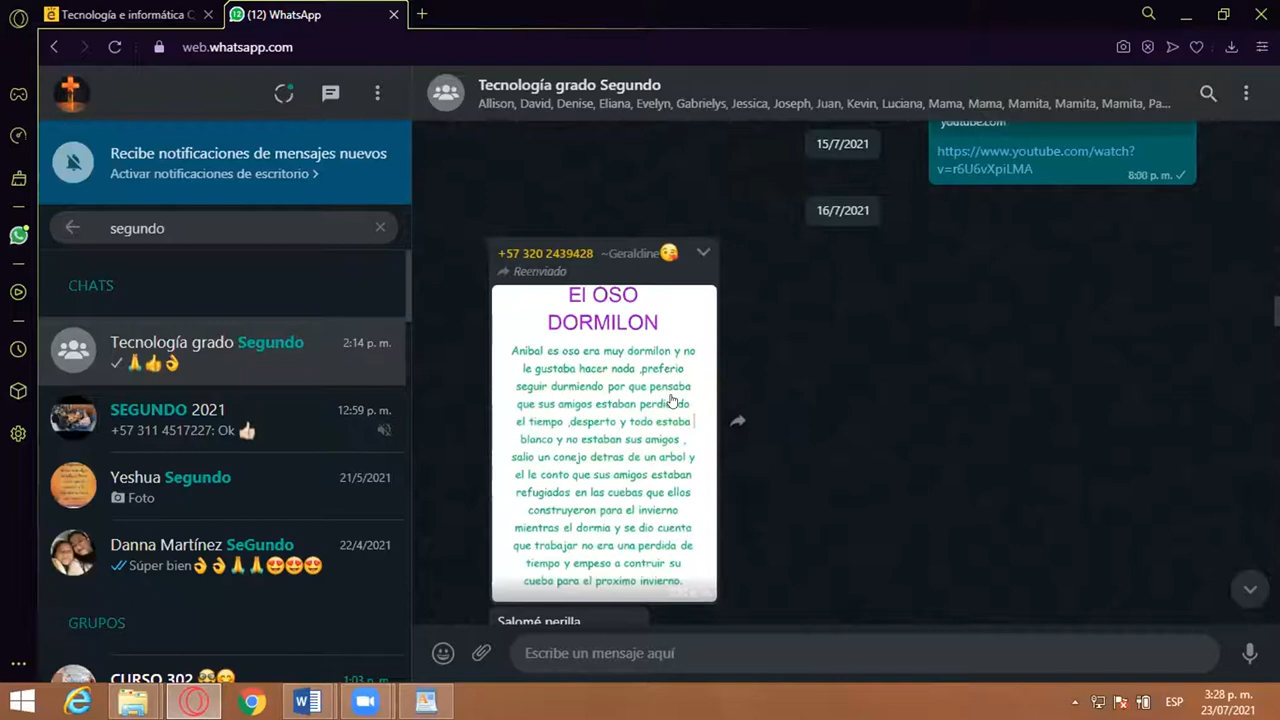 Tecnología e informática C
(12) WhatsApp
web.whatsapp.com
Tecnología grado Segundo
Allison, David, Denise, Eliana, Evelyn, Gabrielys, Jessica, Joseph, Juan, Kevin, Luciana, Mama, Mama, Mamita, Mamita, Mamita, Pa...
Recibe notificaciones de mensajes nuevos
Activar notificaciones de escritorio >
segundo
CHATS
Tecnología grado Segundo
2:14 p. m.
SEGUNDO 2021
12:59 p. m.
+57 311 4517227: Ok
Yeshua Segundo
21/5/2021
Foto
Danna Martínez SeGundo
22/4/2021
Súper bien
GRUPOS
CURSO 302
1:03 p. m.
youtube.com
15/7/2021
https://www.youtube.com/watch?
v=r6U6vXpiLMA
8:00 p. m.
16/7/2021
+57 320 2439428 ~Geraldine
Reenviado
El OSO
DORMILON
Anibal es oso era muy dormilon y no
le gustaba hacer nada ,preferio
seguir durmiendo por que pensaba
que sus amigos estaban perdiendo
el tiempo ,desperto y todo estaba
blanco y no estaban sus amigos ,
salio un conejo detras de un arbol y
el le conto que sus amigos estaban
refugiados en las cuebas que ellos
construyeron para el invierno
mientras el dormia y se dio cuenta
que trabajar no era una perdida de
tiempo y empeso a contruir su
cueba para el proximo invierno.
Salomé perilla
Escribe un mensaje aquí
ESP
3:28 p. m.
23/07/2021